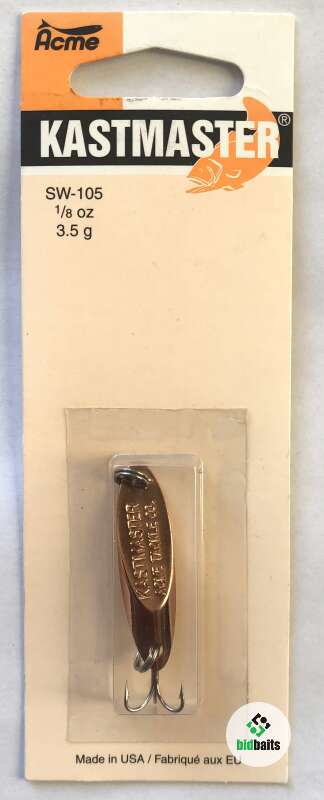 Acme
KASTMASTER®
SW-105
1/8 oz
3.5 g
KASTMASTER
ACME TACKLE CO.
bidbaits
Made in USA / Fabriqué aux EU